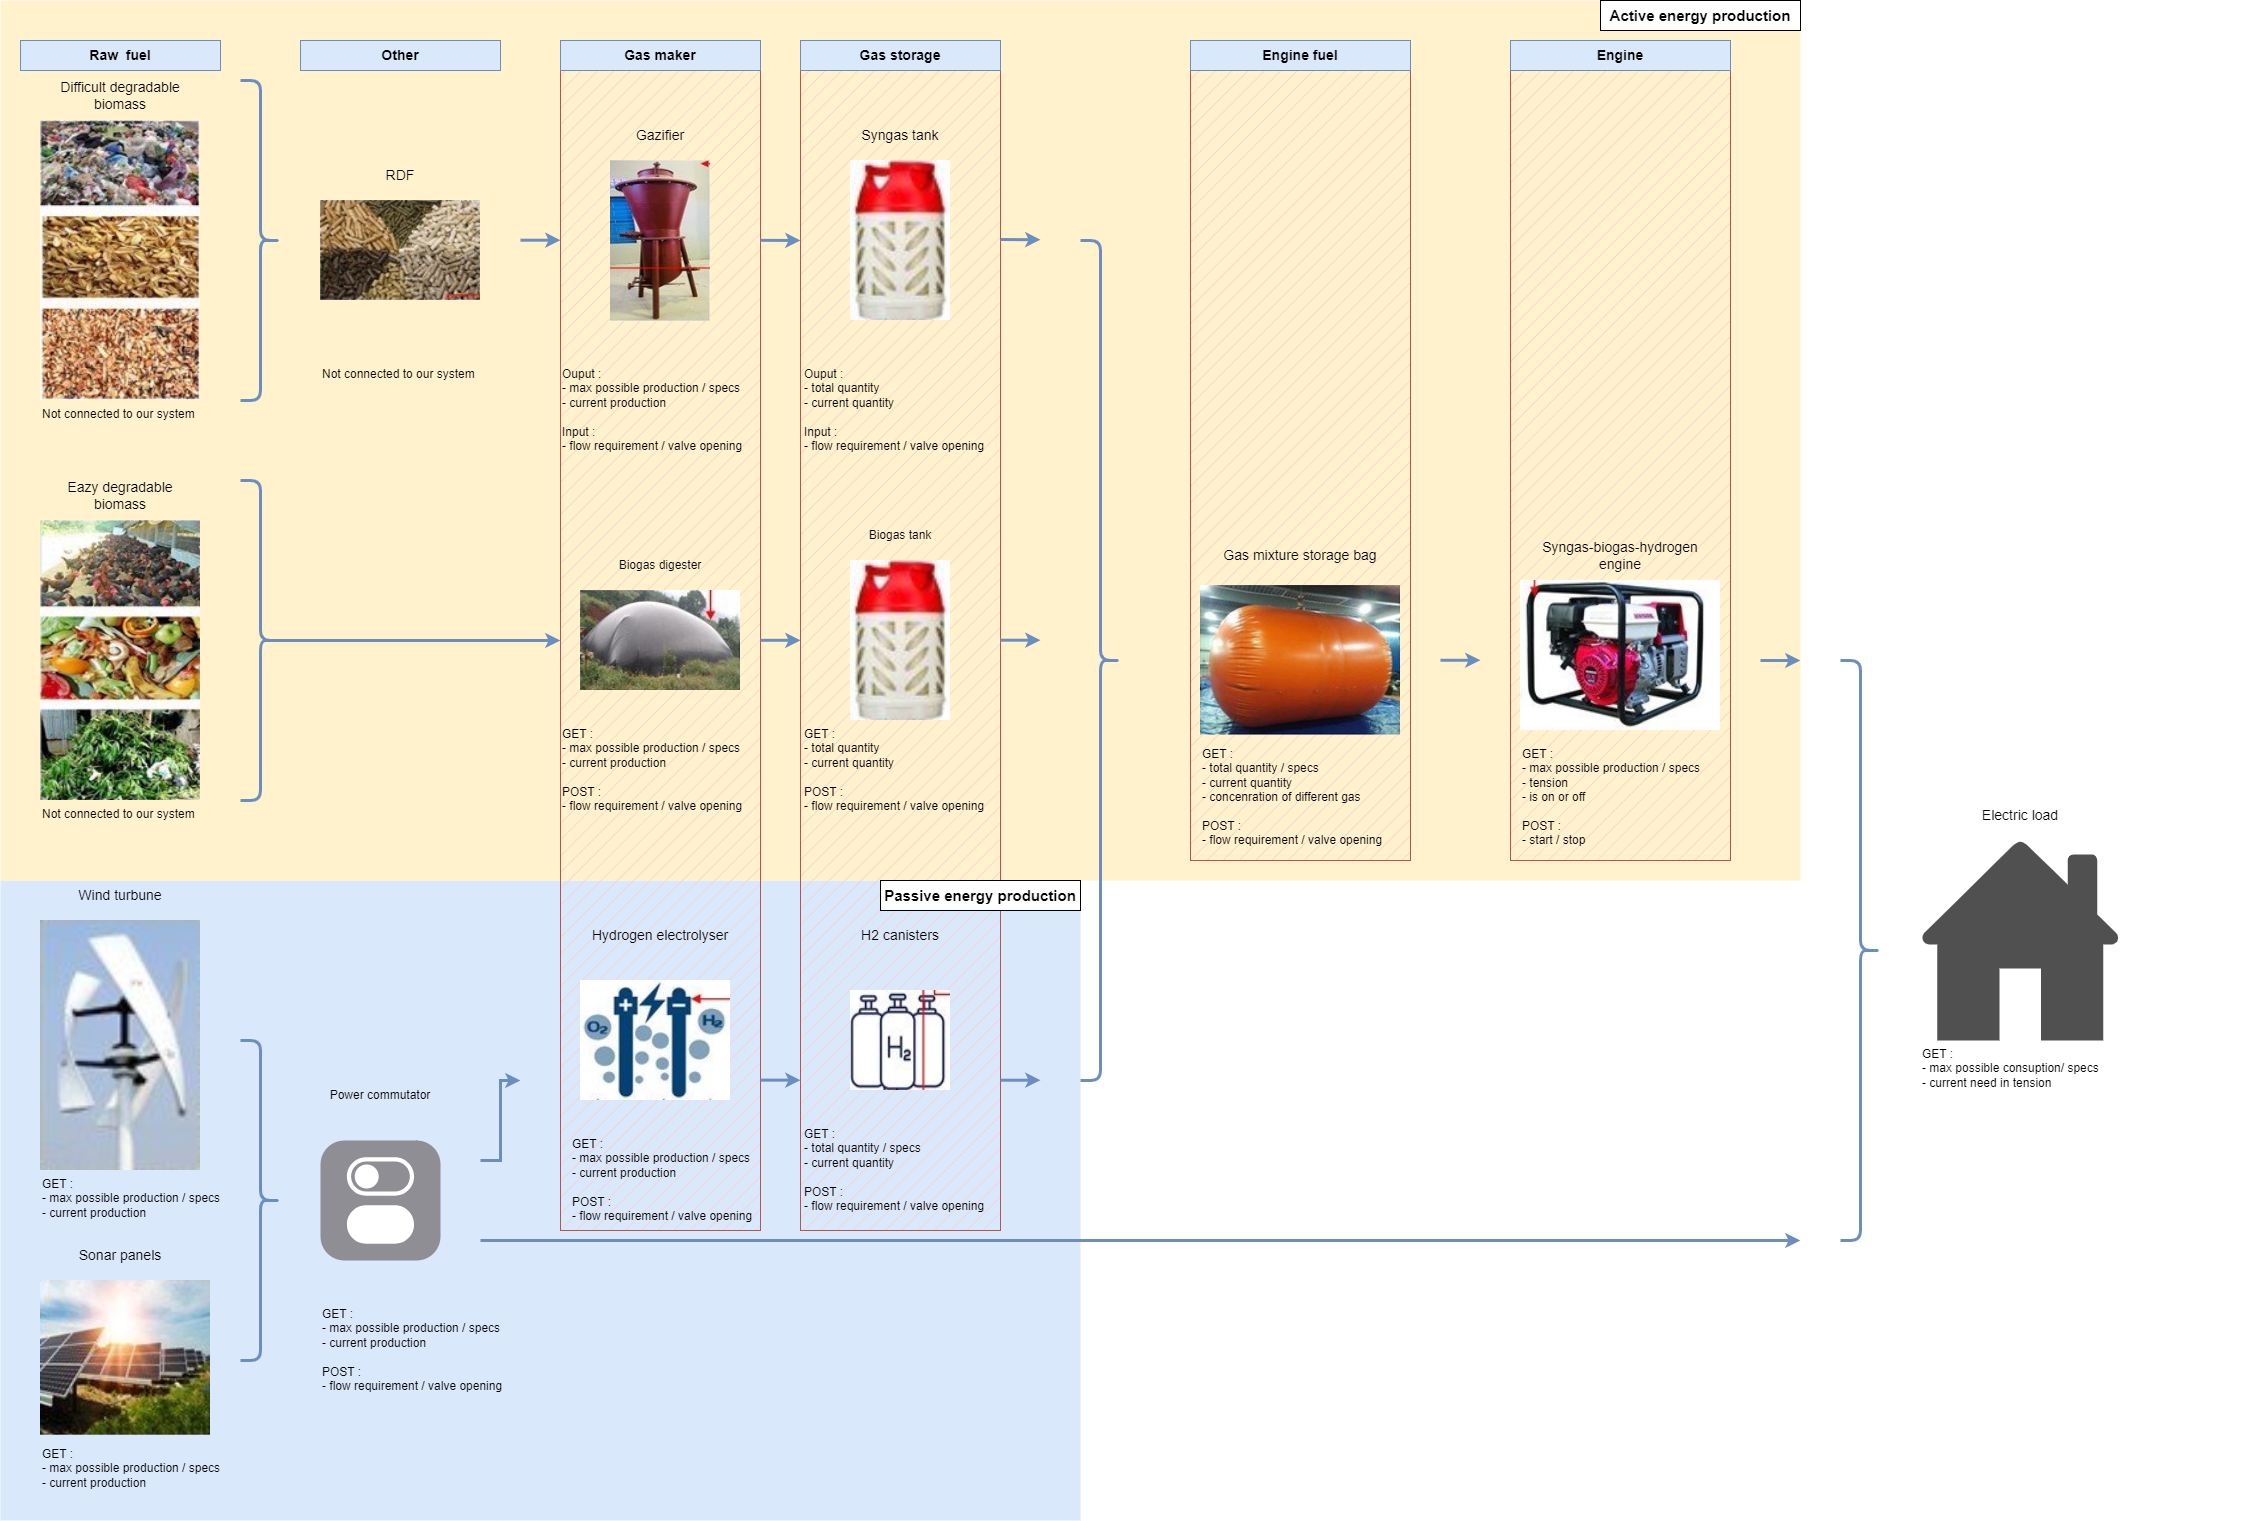 Active energy production
Raw  fuel
Other
Gas maker
Gas storage
Engine fuel
Engine
Difficult degradable
biomass
Not connected to our system
RDF
Not connected to our system
Gazifier
Ouput :
- max possible production / specs
- current production
Input :
- flow requirement / valve opening
Syngas tank
Ouput :
- total quantity
- current quantity
Input :
- flow requirement / valve opening
Eazy degradable
biomass
Not connected to our system
Biogas digester
GET :
- max possible production / specs
- current production
POST :
- flow requirement / valve opening
Biogas tank
GET :
- total quantity
- current quantity
POST :
- flow requirement / valve opening
Gas mixture storage bag
GET :
- total quantity / specs
- current quantity
- concenration of different gas
POST :
- flow requirement / valve opening
Syngas-biogas-hydrogen
engine
GET :
- max possible production / specs
- tension
- is on or off
POST :
- start / stop
Passive energy production
Wind turbune
GET :
- max possible production / specs
- current production
Sonar panels
GET :
- max possible production / specs
- current production
Power commutator
GET :
- max possible production / specs
- current production
POST :
- flow requirement / valve opening
Hydrogen electrolyser
O2
H2
GET :
- max possible production / specs
- current production
POST :
- flow requirement / valve opening
H2 canisters
H2
GET :
- total quantity / specs
- current quantity
POST :
- flow requirement / valve opening
Electric load
GET :
- max possible consuption/ specs
- current need in tension